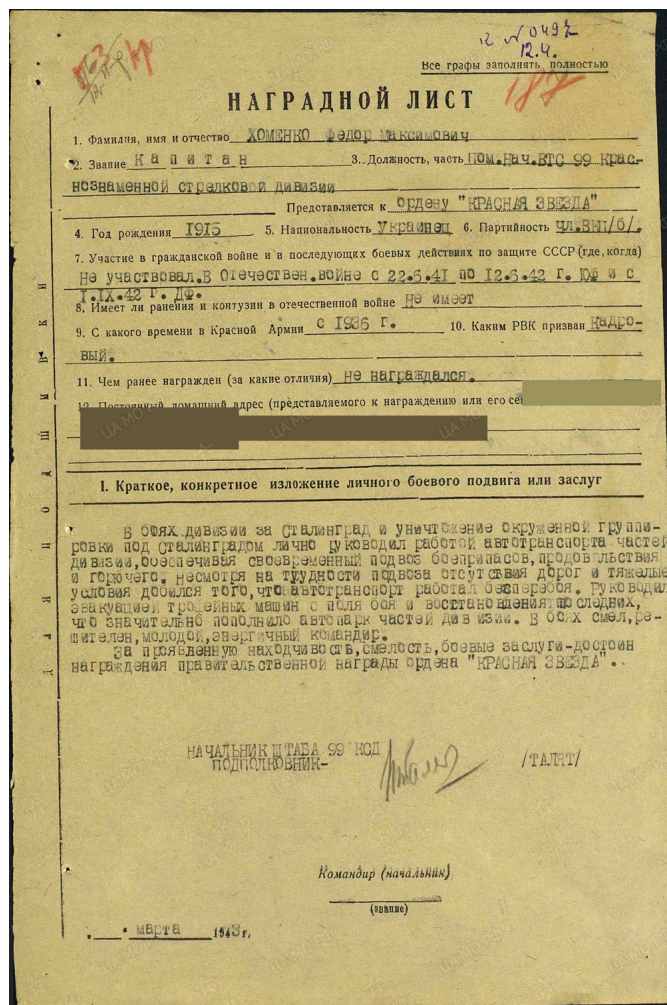 № 0492
12.4.
Все графы заполнять полностью
187
НАГРАДНОЙ ЛИСТ
1. Фамилия, имя и отчество ХОМЕНКО Федор Максимович
2. Звание Капитан 3. Должность, часть Пом.Нач.ВТС 99 Крас-
нознаменной стрелковой дивизии
Представляется к ордену "КРАСНАЯ ЗВЕЗДА"
4. Год рождения 1915 5. Национальность Украинец 6. Партийность чл.ВКП/б/.
7. Участие в гражданской войне и в последующих боевых действиях по защите СССР (где, когда)
Не участвовал.В Отечествен.войне с 22.6.41 по 12.6.42 г. ЮФ и с
1.IX.42 г. ДФ.
8. Имеет ли ранения и контузии в отечественной войне не имеет
9. С какого времени в Красной Армии с 1936 г. 10. Каким РВК призван кадро-
вый.
11. Чем ранее награжден (за какие отличия) не награждался.
12. Постоянный домашний адрес (представляемого к награждению или его
I. Краткое, конкретное изложение личного боевого подвига или заслуг
В боях дивизии за Сталинград и уничтожение окруженной группи-
ровки под Сталинградом лично руководил работой автотранспорта частей
дивизии,обеспечивая своевременный подвоз боеприпасов,продовольствия
и горючего. Несмотря на трудности подвоза отсутствия дорог и тяжелые
условия добился того,что автотранспорт работал бесперебоя. Руководил
эвакуацией трофейных машин с поля боя и восстановления последних,
что значительно пополнило автопарк частей дивизии. В боях смел,ре-
шителен,молодой,энергичный командир.
За проявленную находчивость,смелость,боевые заслуги-достоин
награждения правительственной награды ордена "КРАСНАЯ ЗВЕЗДА".
НАЧАЛЬНИК ШТАБА 99 КСД
ПОДПОЛКОВНИК- /ТАЛЯТ/
Командир (начальник)
(звание)
марта 1943 г.
ДЛЯ ПОДШИВКИ